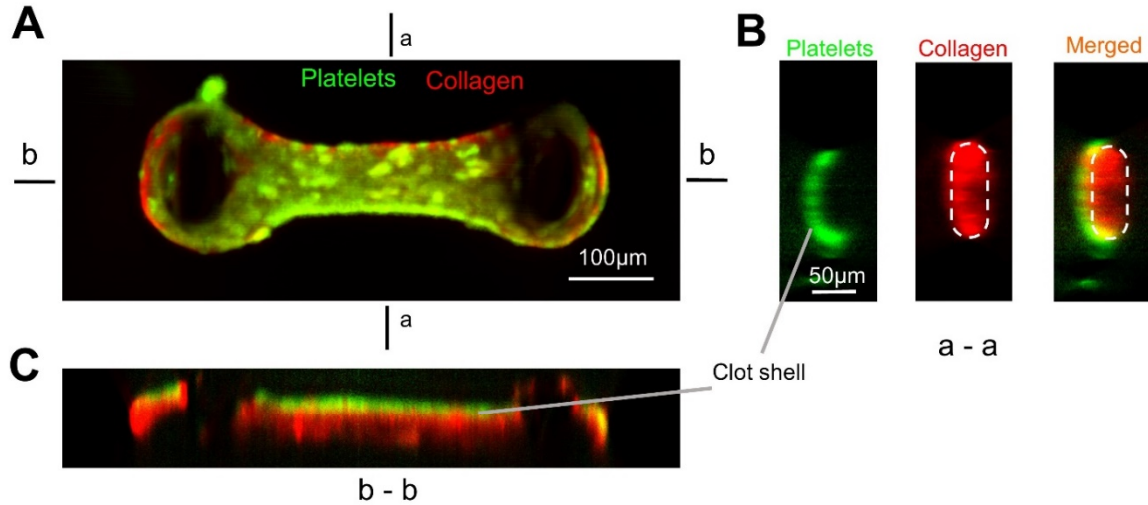 A
a
Platelets Collagen
b
b
100μm
a
B
Platelets Collagen Merged
50μm
a - a
Clot shell
C
b - b